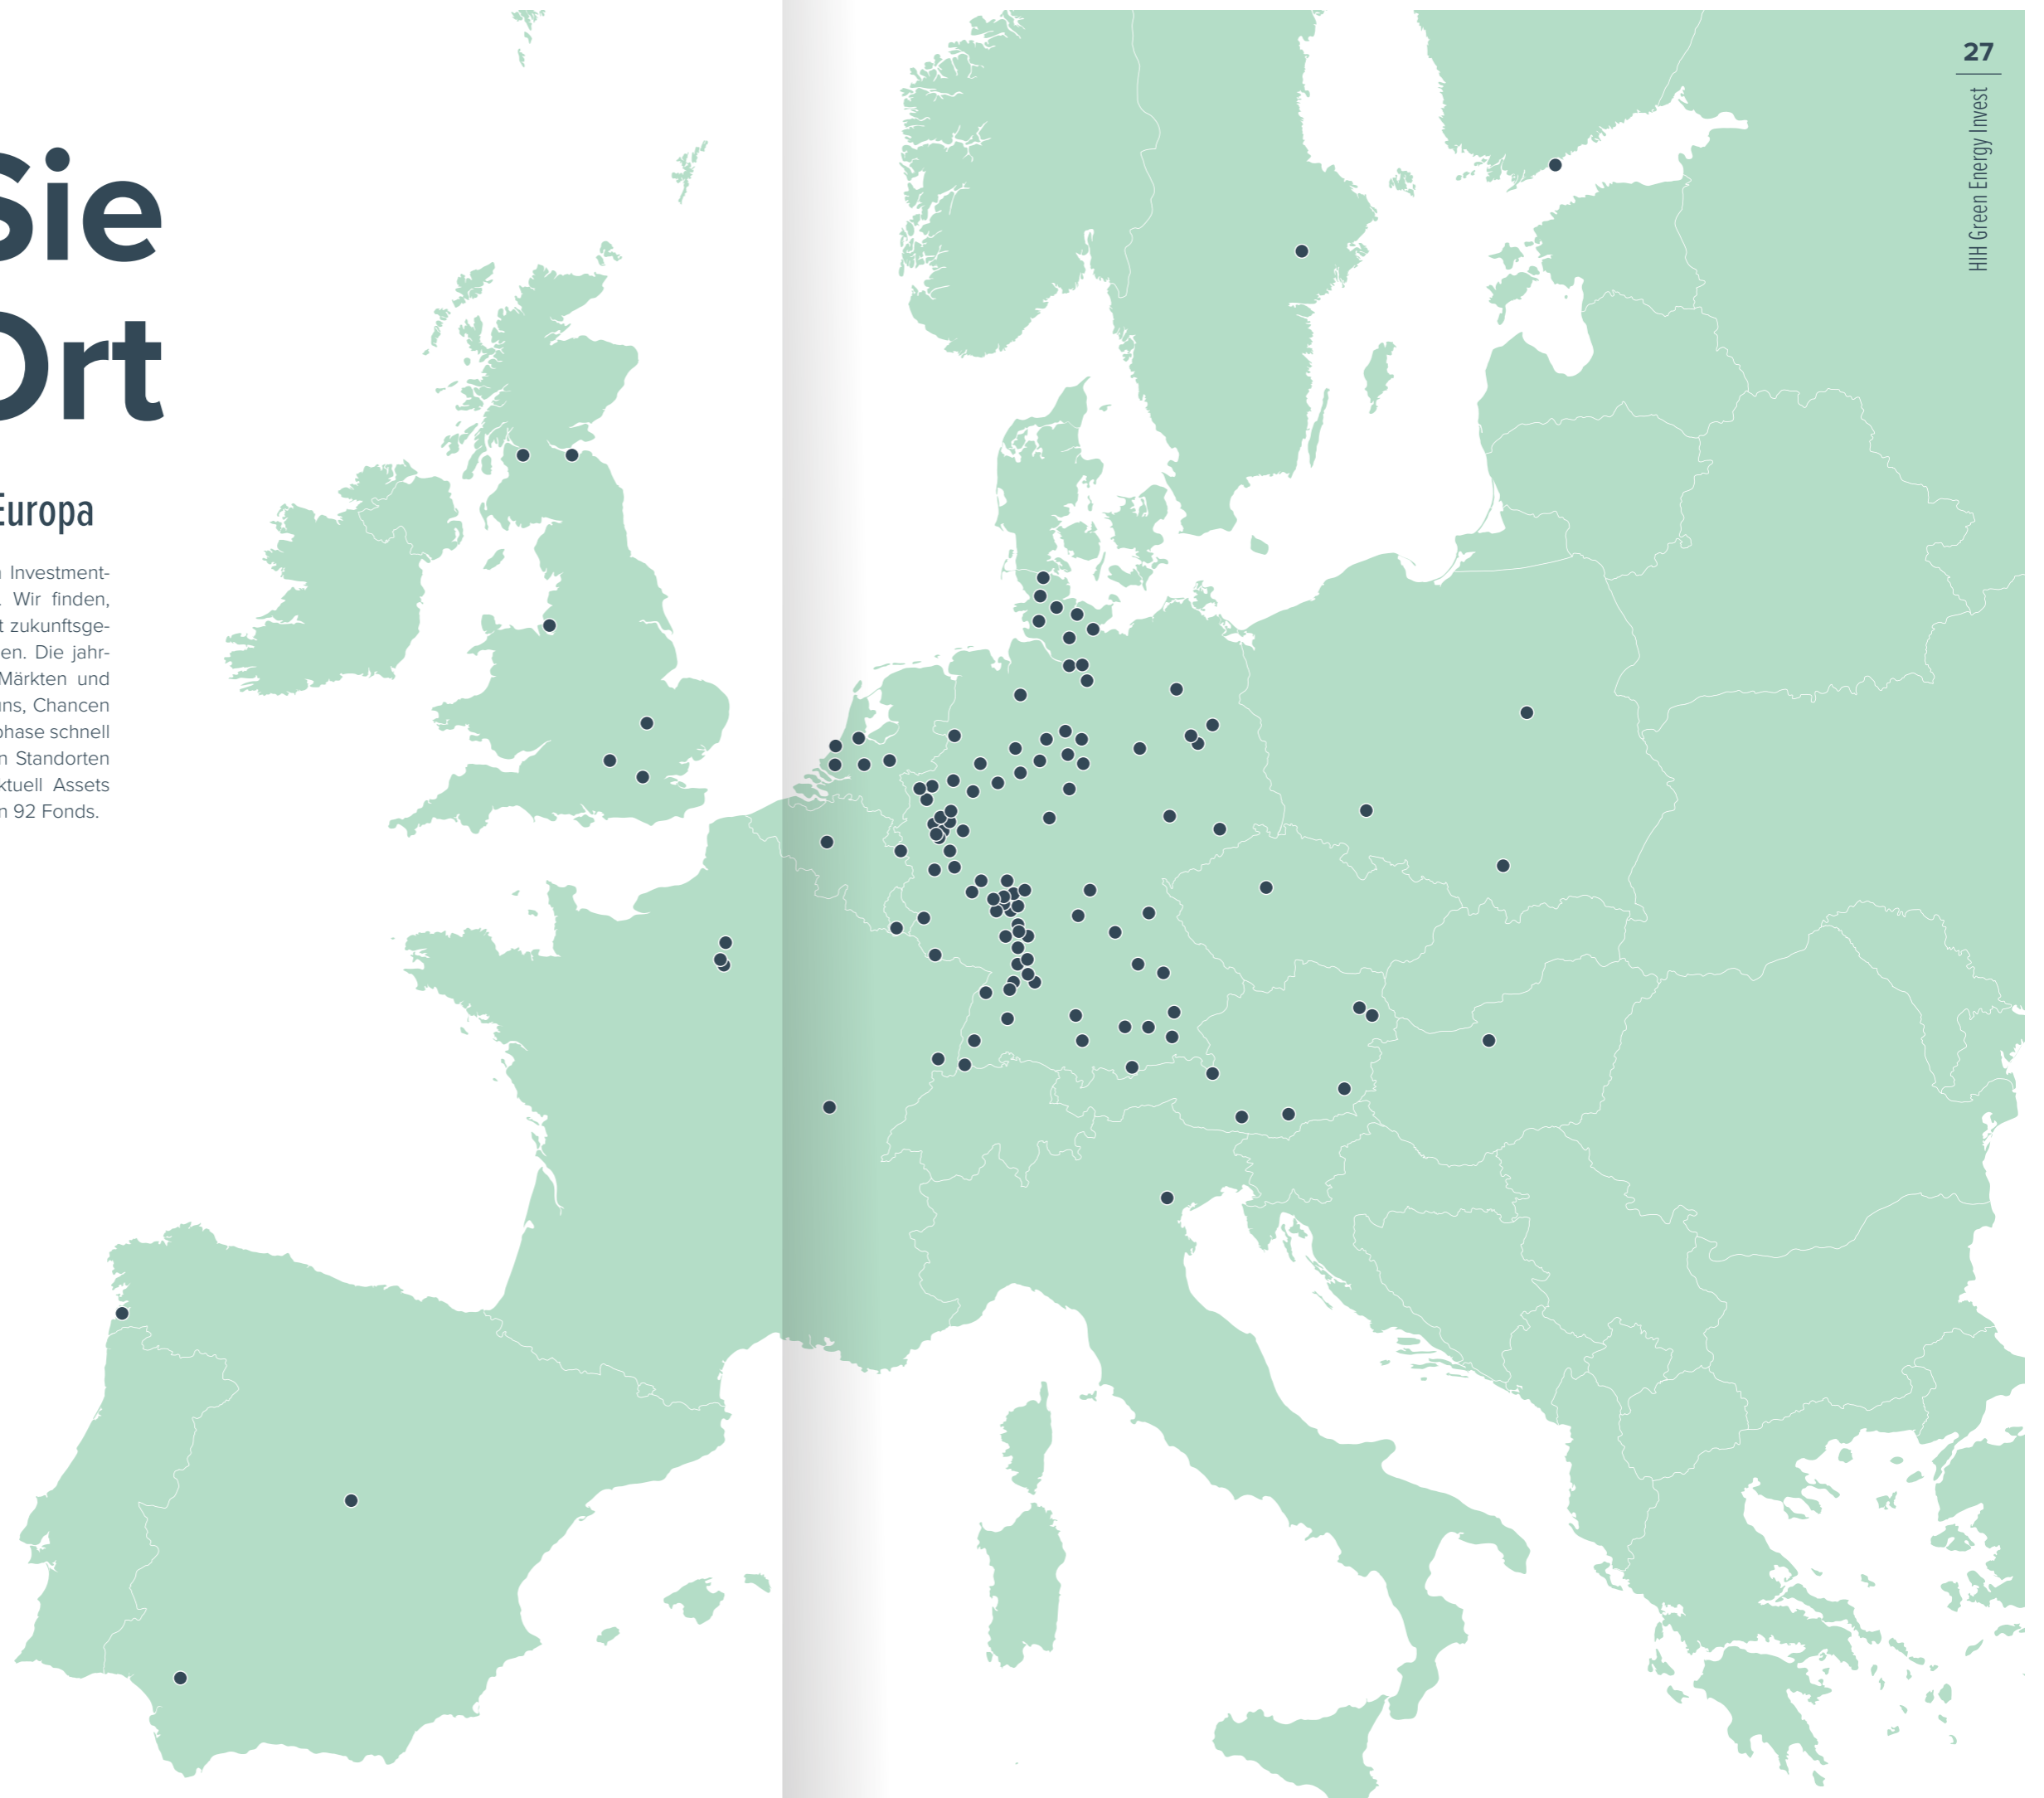 Sie
Ort
Europa
Investment-
. Wir finden,
t zukunftsge-
en. Die jahr-
Märkten und
uns, Chancen
phase schnell
n Standorten
ktuell Assets
n 92 Fonds.
27
HIH Green Energy Invest